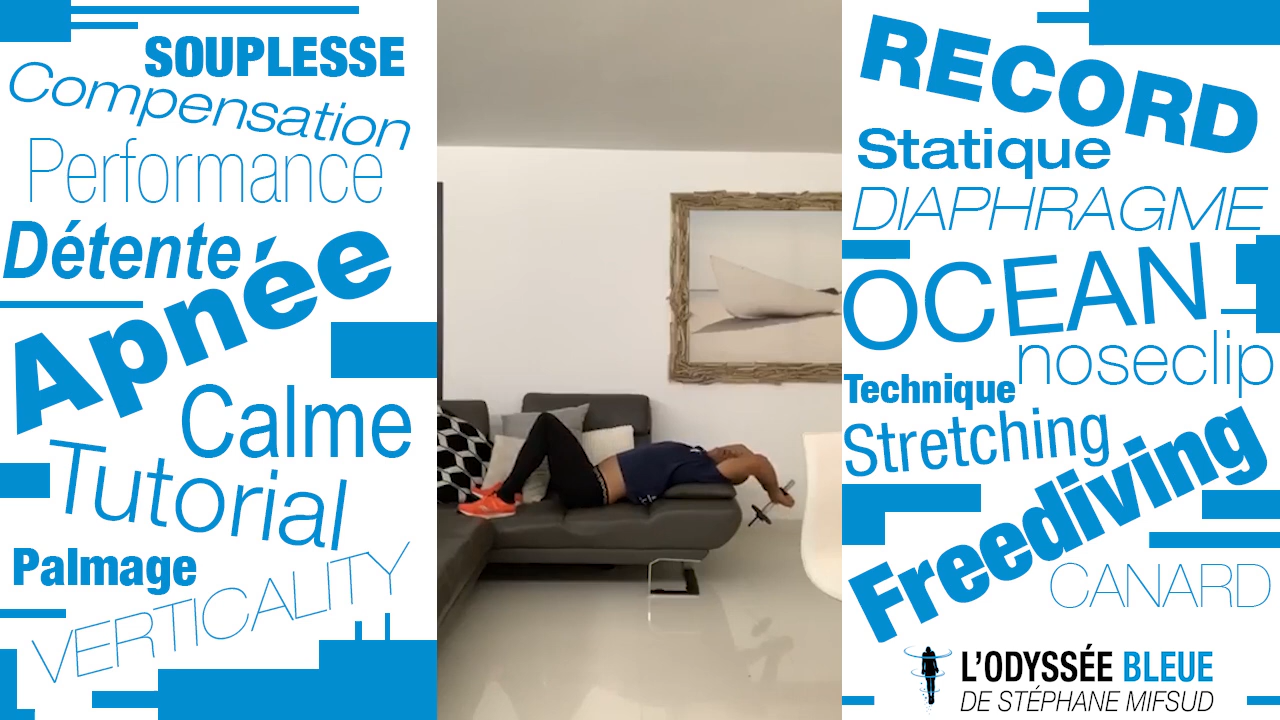 SOUPLESSE
Compensation
Performance
Détente
Apnée
Calme
Tutorial
Palmage
VERTICALITY
RECORD
Statique
DIAPHRAGME
OCEAN
noseclip
Technique
Stretching
Freediving
CANARD
L'ODYSSÉE BLEUE
DE STÉPHANE MIFSUD